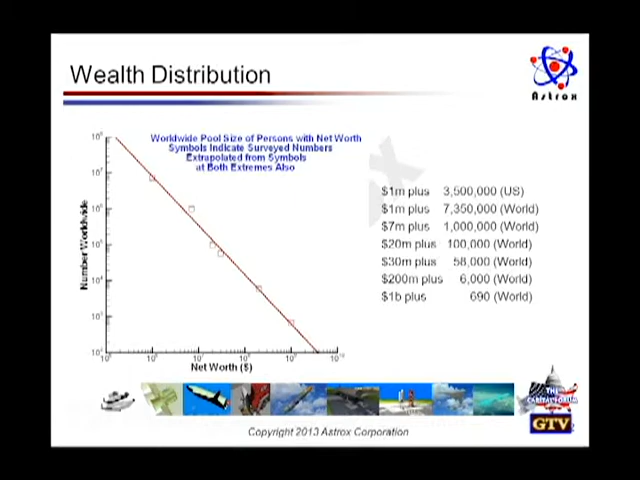 Wealth Distribution
Astrox
Worldwide Pool Size of Persons with Net Worth
Symbols Indicate Surveyed Numbers
Extrapolated from Symbols
at Both Extremes Also
Number Worldwide
Net Worth ($)
$1m plus 3,500,000 (US)
$1m plus 7,350,000 (World)
$7m plus 1,000,000 (World)
$20m plus 100,000 (World)
$30m plus 58,000 (World)
$200m plus 6,000 (World)
$1b plus 690 (World)
THE
CAPITAL FORUM
GTV
Copyright 2013 Astrox Corporation